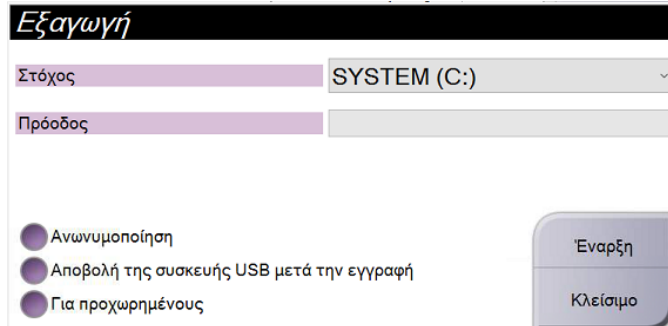 Εξαγωγή
Στόχος
SYSTEM (C:)
Πρόοδος
Ανωνυμοποίηση
Αποβολή της συσκευής USB μετά την εγγραφή
Για προχωρημένους
Έναρξη
Κλείσιμο